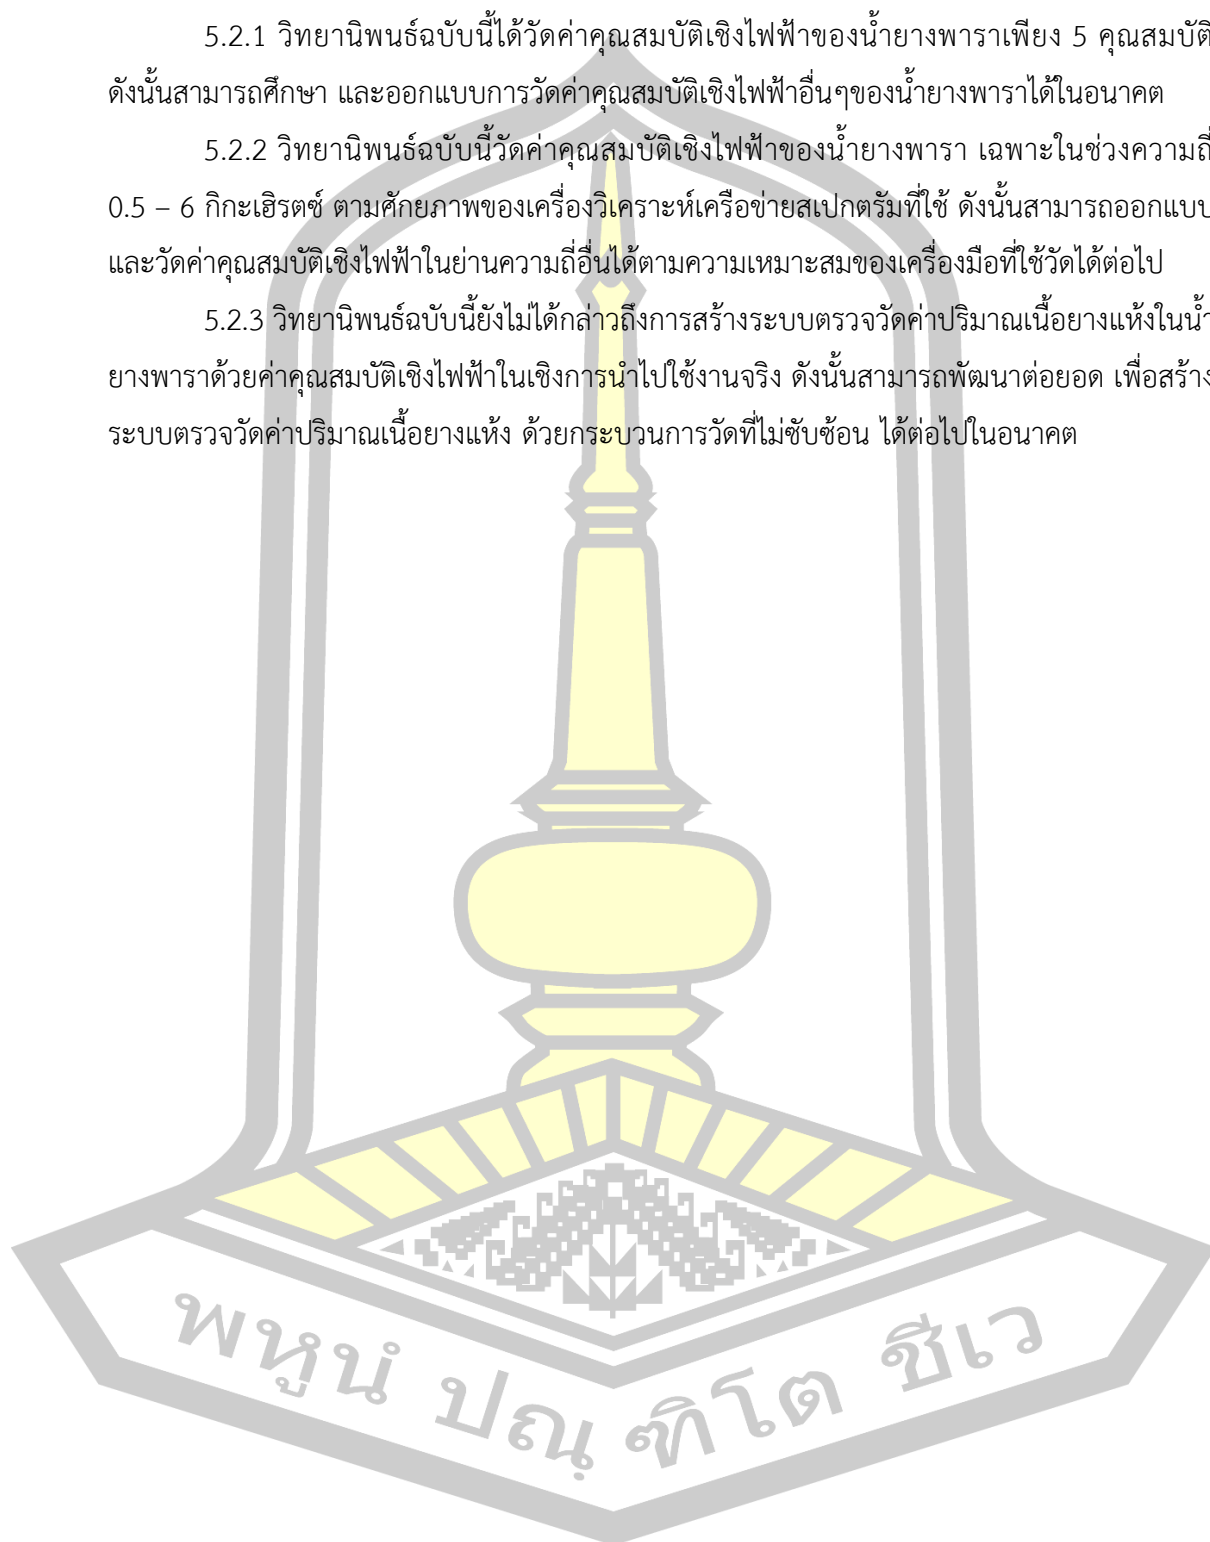 5.2.1 วิทยานิพนธ์ฉบับนี้ได้วัดค่าคุณสมบัติเชิงไฟฟ้าของน้ำยางพาราเพียง 5 คุณสมบัติ
ดังนั้นสามารถศึกษา และออกแบบการวัดค่าคุณสมบัติเชิงไฟฟ้าอื่นๆของน้ำยางพาราได้ในอนาคต
5.2.2 วิทยานิพนธ์ฉบับนี้วัดค่าคุณสมบัติเชิงไฟฟ้าของน้ำยางพารา เฉพาะในช่วงความถี่
0.5 – 6 กิกะเฮิรตซ์ ตามศักยภาพของเครื่องวิเคราะห์เครือข่ายสเปกตรัมที่ใช้ ดังนั้นสามารถออกแบบ
และวัดค่าคุณสมบัติเชิงไฟฟ้าในย่านความถี่อื่นได้ตามความเหมาะสมของเครื่องมือที่ใช้วัดได้ต่อไป
5.2.3 วิทยานิพนธ์ฉบับนี้ยังไม่ได้กล่าวถึงการสร้างระบบตรวจวัดค่าปริมาณเนื้อยางแห้งในน้ำ
ยางพาราด้วยค่าคุณสมบัติเชิงไฟฟ้าในเชิงการนำไปใช้งานจริง ดังนั้นสามารถพัฒนาต่อยอด เพื่อสร้าง
ระบบตรวจวัดค่าปริมาณเนื้อยางแห้ง ด้วยกระบวนการวัดที่ไม่ซับซ้อน ได้ต่อไปในอนาคต
พหูนํ ปณฺ ฑิโต ชีเว